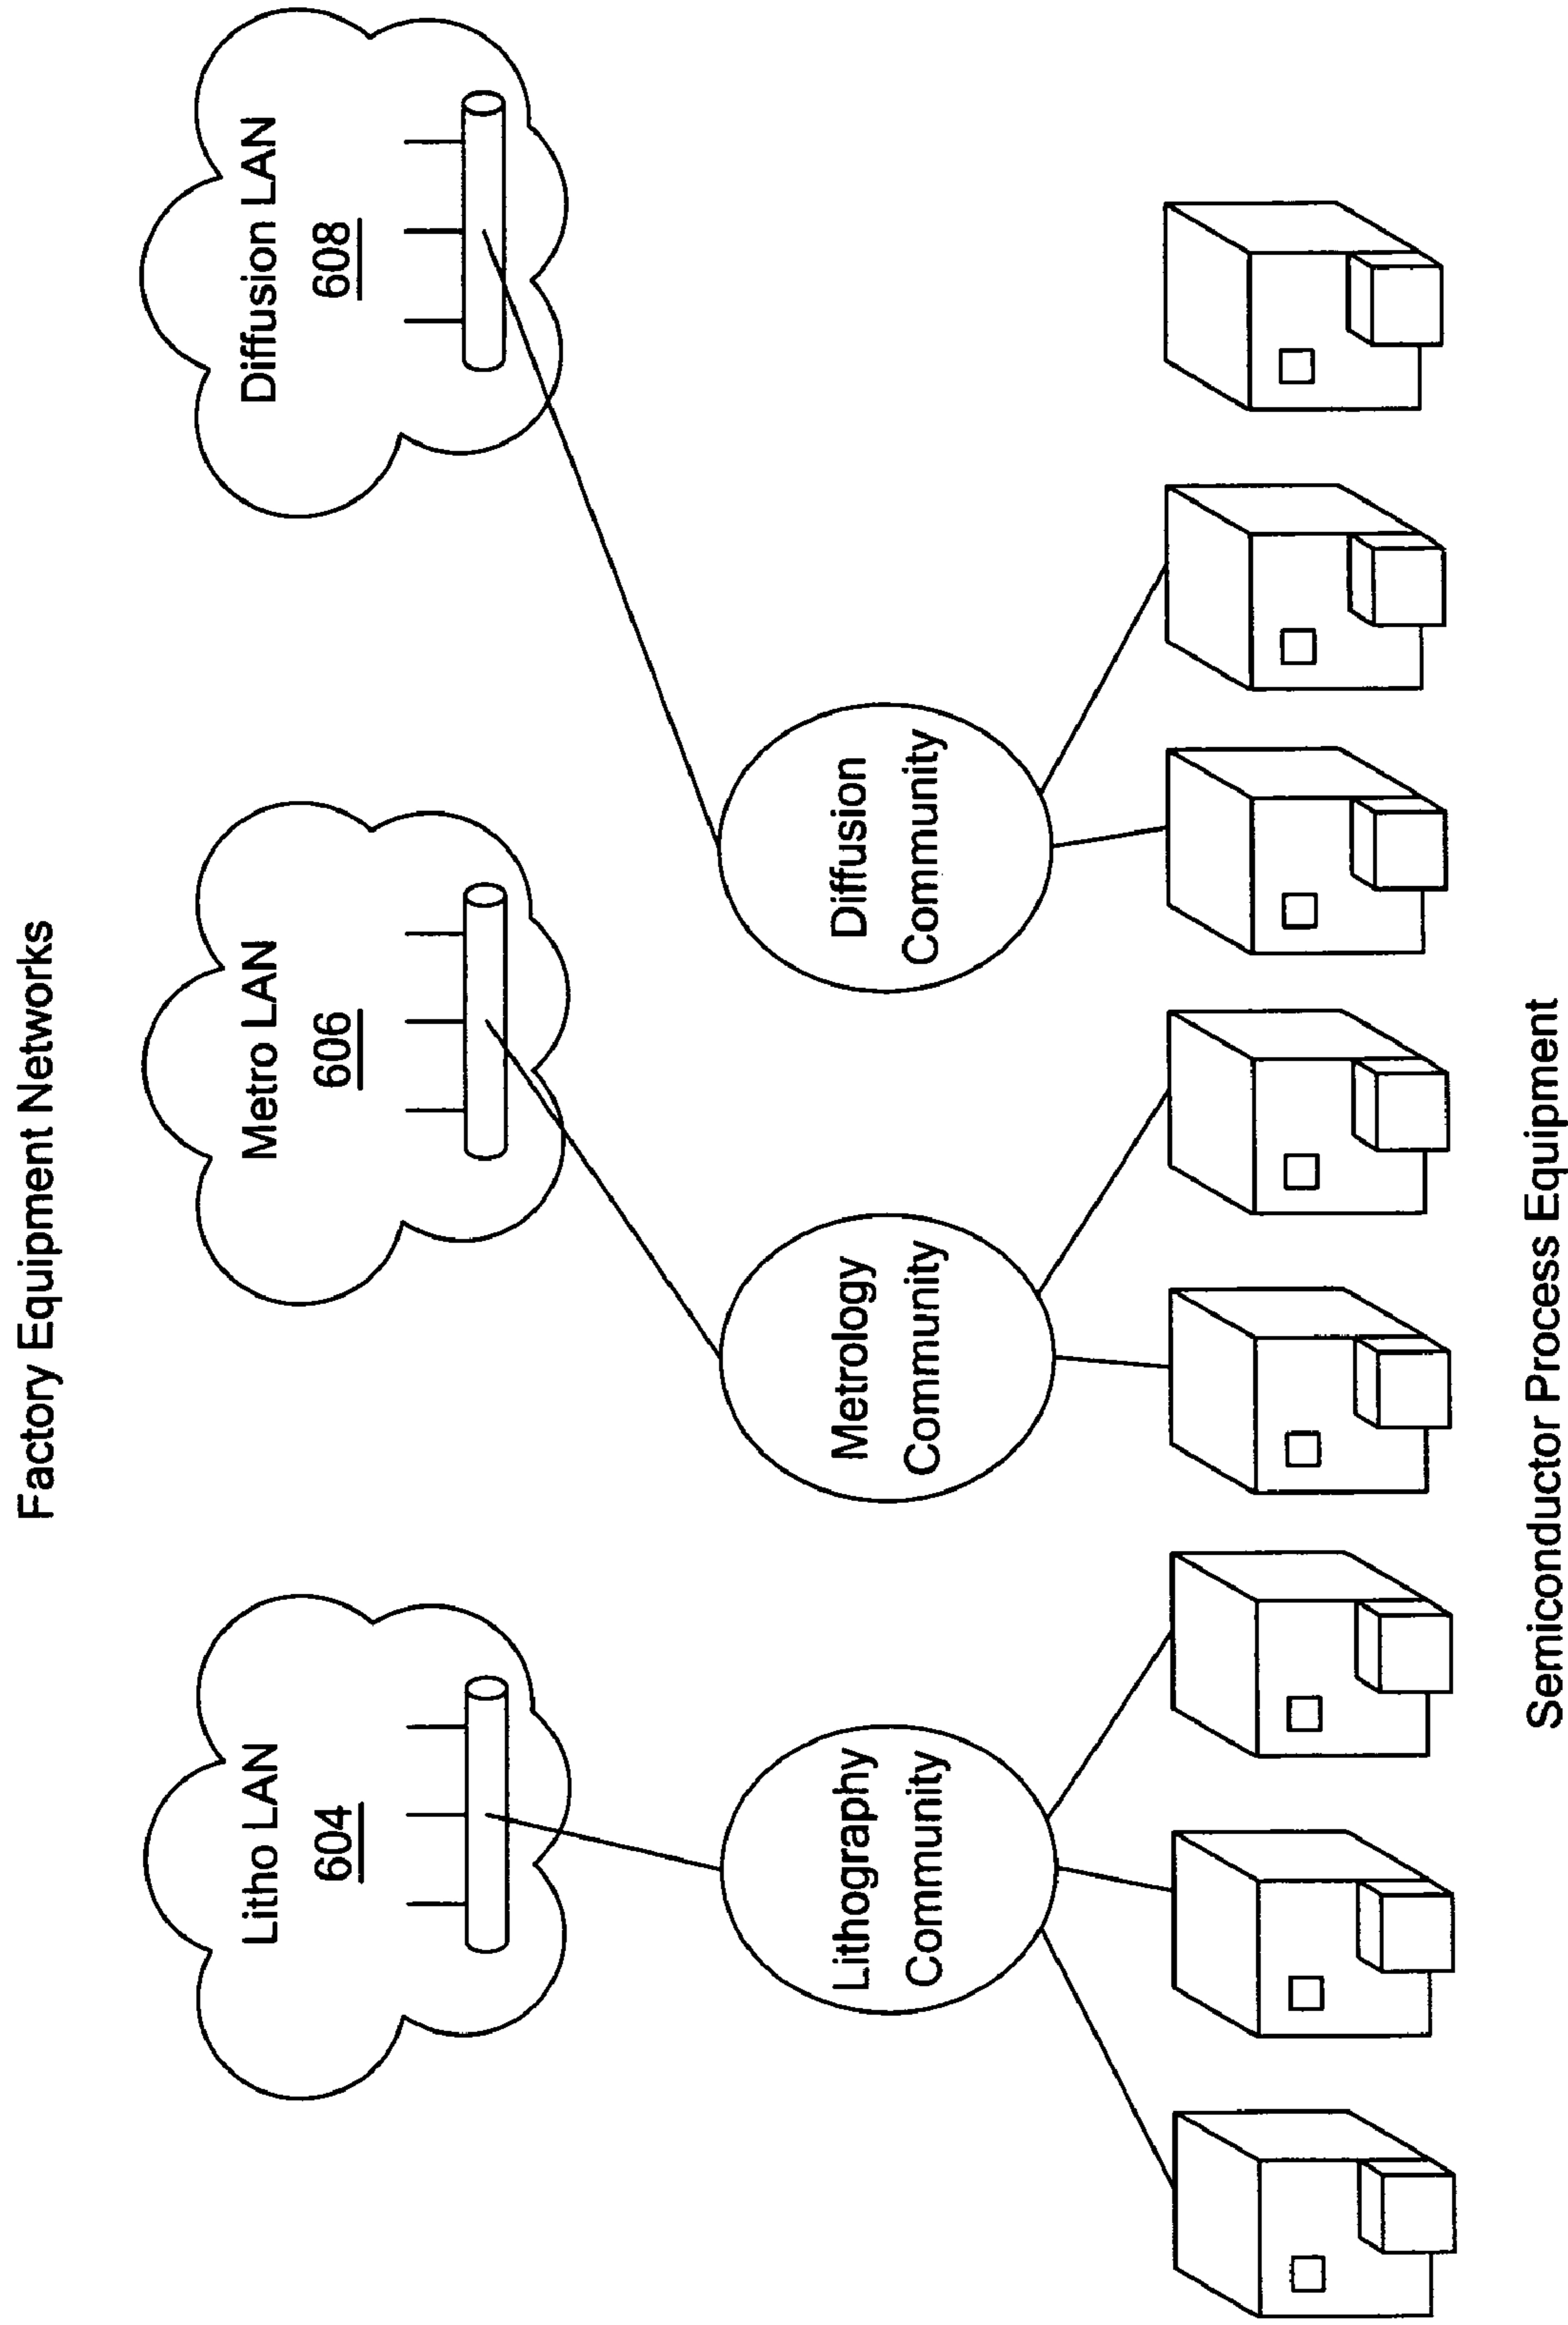 Factory Equipment Networks
Litho LAN
604
Metro LAN
606
Diffusion LAN
608
Lithography
Community
Metrology
Community
Diffusion
Community
Semiconductor Process Equipment